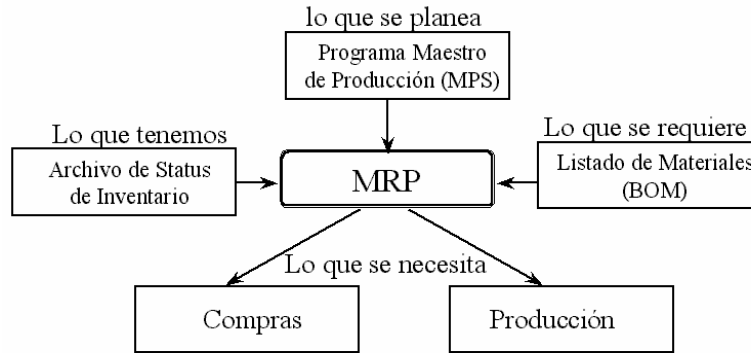 lo que se planea
Programa Maestro
de Producción (MPS)
Lo que tenemos
Archivo de Status
de Inventario
MRP
Lo que se requiere
Listado de Materiales
(BOM)
Lo que se necesita
Compras
Producción